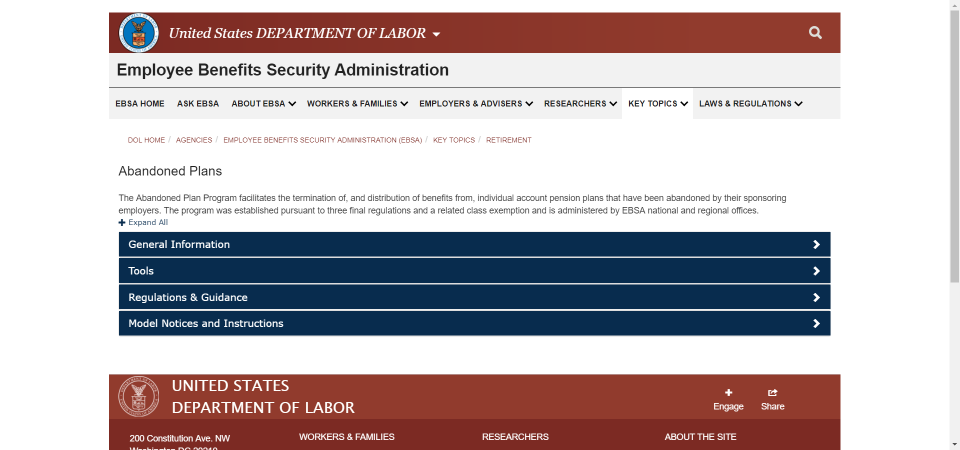 United States DEPARTMENT OF LABOR
Employee Benefits Security Administration
EBSA HOME ASK EBSA ABOUT EBSA WORKERS & FAMILIES EMPLOYERS & ADVISERS RESEARCHERS KEY TOPICS LAWS & REGULATIONS
DOL HOME / AGENCIES / EMPLOYEE BENEFITS SECURITY ADMINISTRATION (EBSA) / KEY TOPICS / RETIREMENT
Abandoned Plans
The Abandoned Plan Program facilitates the termination of, and distribution of benefits from, individual account pension plans that have been abandoned by their sponsoring
employers. The program was established pursuant to three final regulations and a related class exemption and is administered by EBSA national and regional offices.
Expand All
General Information
Tools
Regulations & Guidance
Model Notices and Instructions
UNITED STATES
DEPARTMENT OF LABOR
Engage Share
200 Constitution Ave. NW WORKERS & FAMILIES RESEARCHERS ABOUT THE SITE